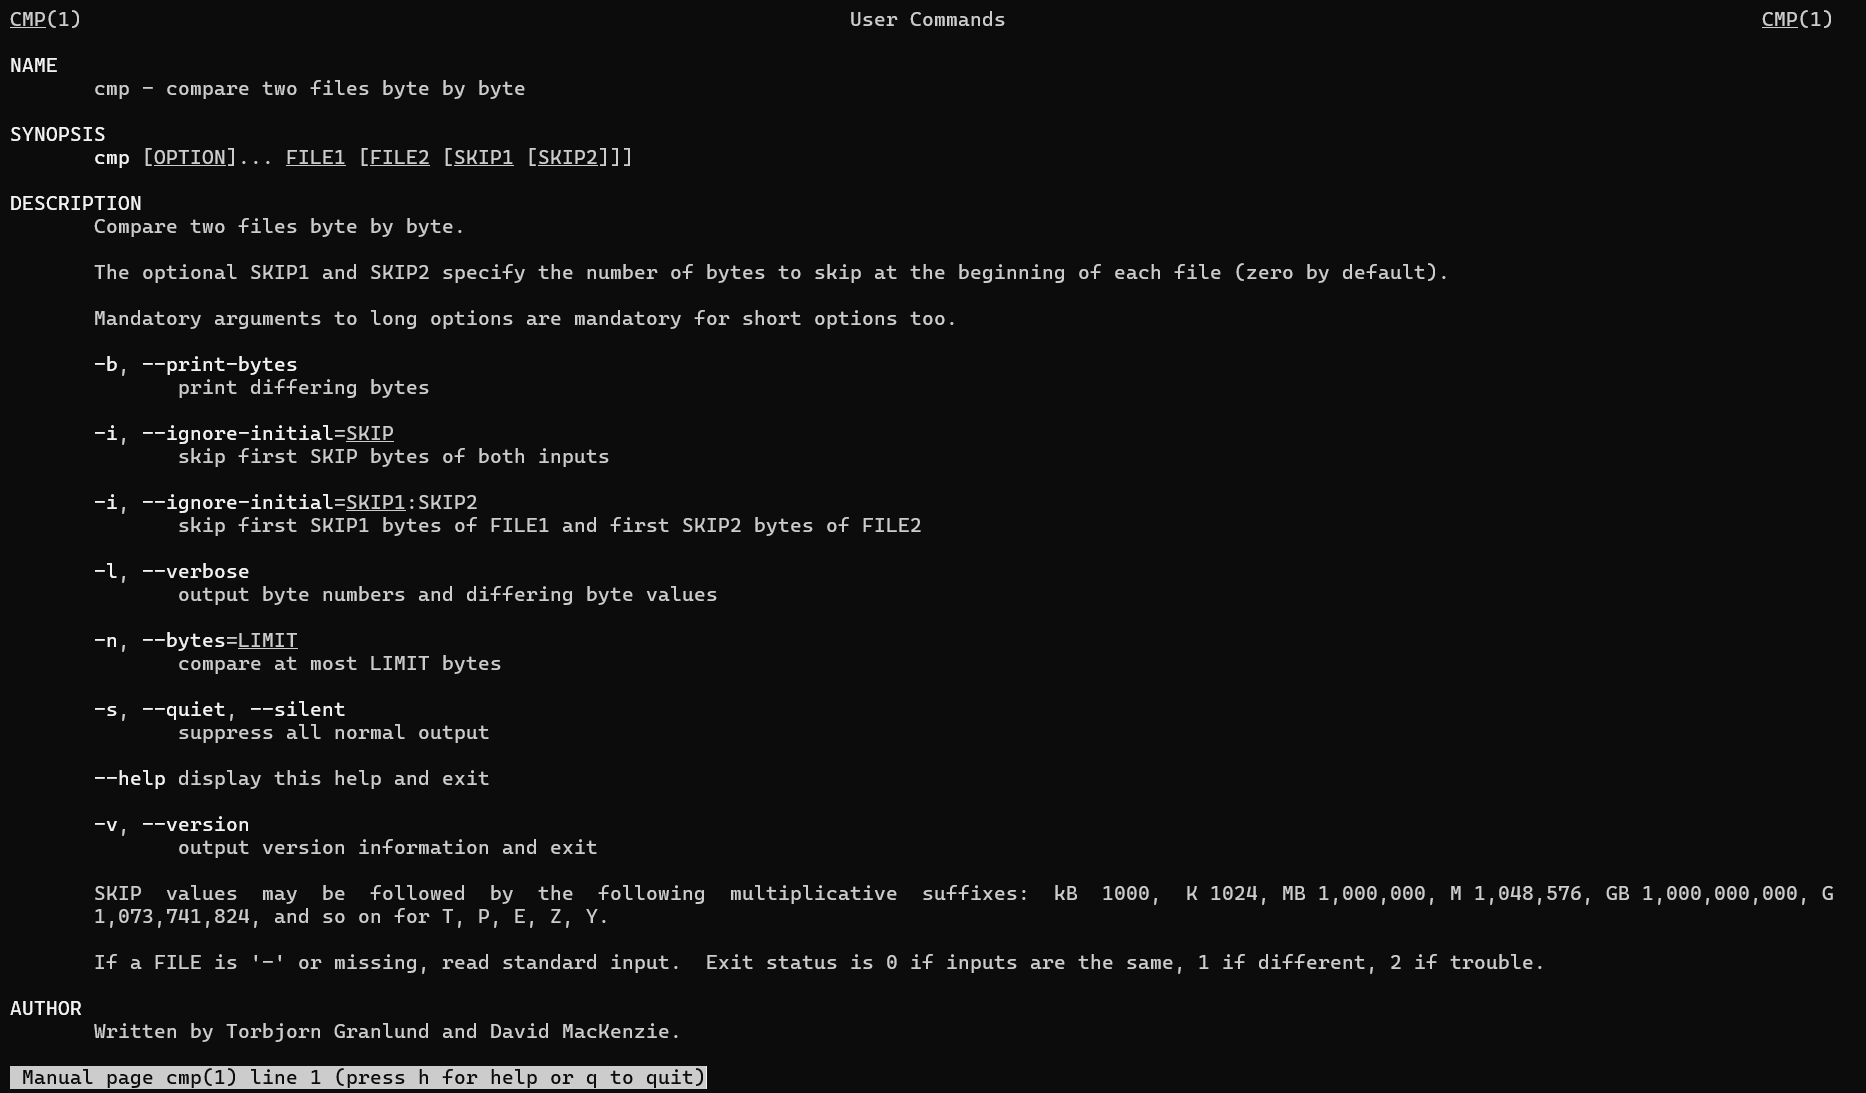 CMP(1) User Commands CMP(1)
NAME
cmp - compare two files byte by byte
SYNOPSIS
cmp [OPTION]... FILE1 [FILE2 [SKIP1 [SKIP2]]]
DESCRIPTION
Compare two files byte by byte.
The optional SKIP1 and SKIP2 specify the number of bytes to skip at the beginning of each file (zero by default).
Mandatory arguments to long options are mandatory for short options too.
-b, --print-bytes
print differing bytes
-i, --ignore-initial=SKIP
skip first SKIP bytes of both inputs
-i, --ignore-initial=SKIP1:SKIP2
skip first SKIP1 bytes of FILE1 and first SKIP2 bytes of FILE2
-l, --verbose
output byte numbers and differing byte values
-n, --bytes=LIMIT
compare at most LIMIT bytes
-s, --quiet, --silent
suppress all normal output
--help display this help and exit
-v, --version
output version information and exit
SKIP values may be followed by the following multiplicative suffixes: kB 1000, K 1024, MB 1,000,000, M 1,048,576, GB 1,000,000,000, G
1,073,741,824, and so on for T, P, E, Z, Y.
If a FILE is '-' or missing, read standard input. Exit status is 0 if inputs are the same, 1 if different, 2 if trouble.
AUTHOR
Written by Torbjorn Granlund and David MacKenzie.
Manual page cmp(1) line 1 (press h for help or q to quit)